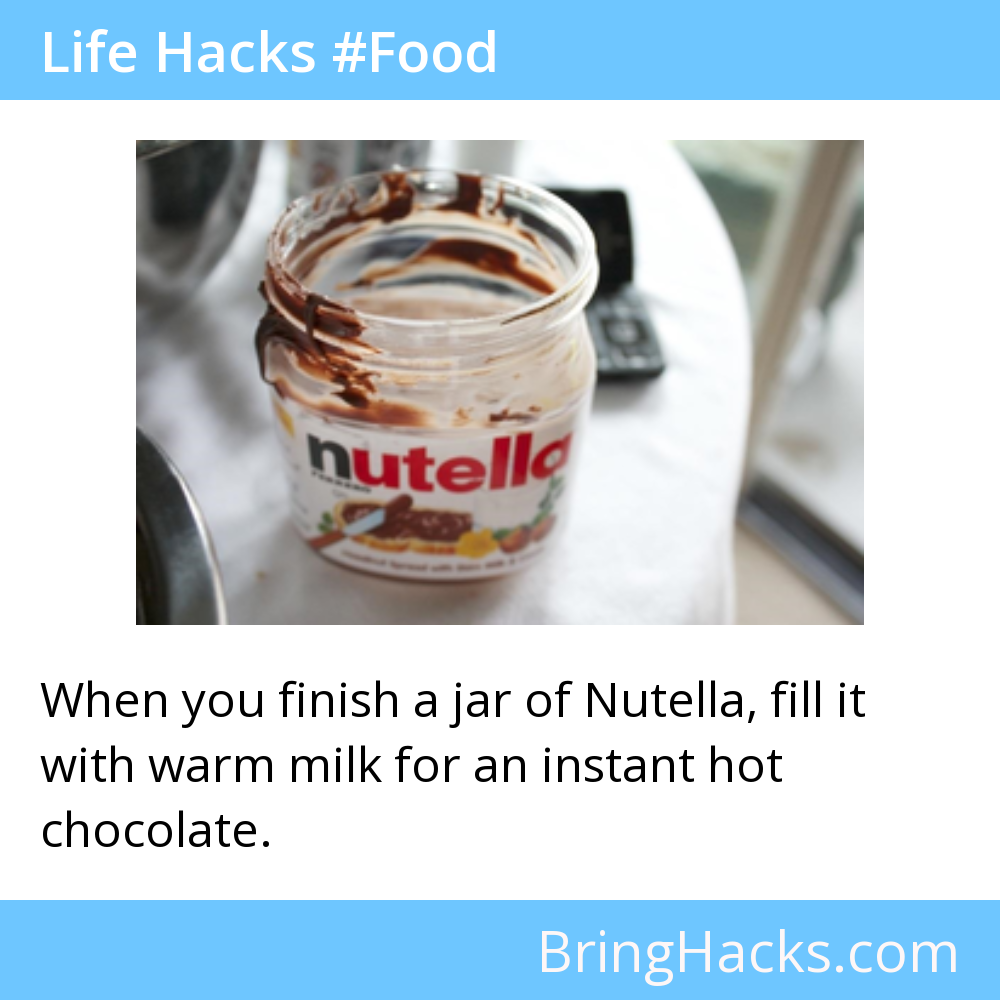 Life Hacks #Food
nutella
When you finish a jar of Nutella, fill it
with warm milk for an instant hot
chocolate.
BringHacks.com